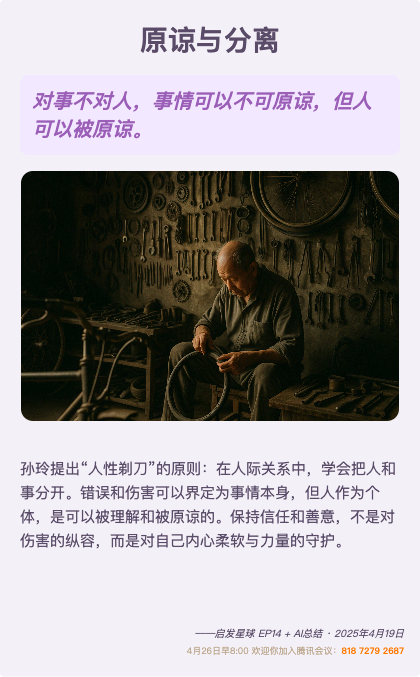 原谅与分离
对事不对人，事情可以不可原谅，但人
可以被原谅。
孙玲提出“人性剃刀”的原则：在人际关系中，学会把人和
事分开。错误和伤害可以界定为事情本身，但人作为个
体，是可以被理解和被原谅的。保持信任和善意，不是对
伤害的纵容，而是对自己内心柔软与力量的守护。
——启发星球 EP14 + AI总结 · 2025年4月19日
4月26日早8:00 欢迎你加入腾讯会议：818 7279 2687